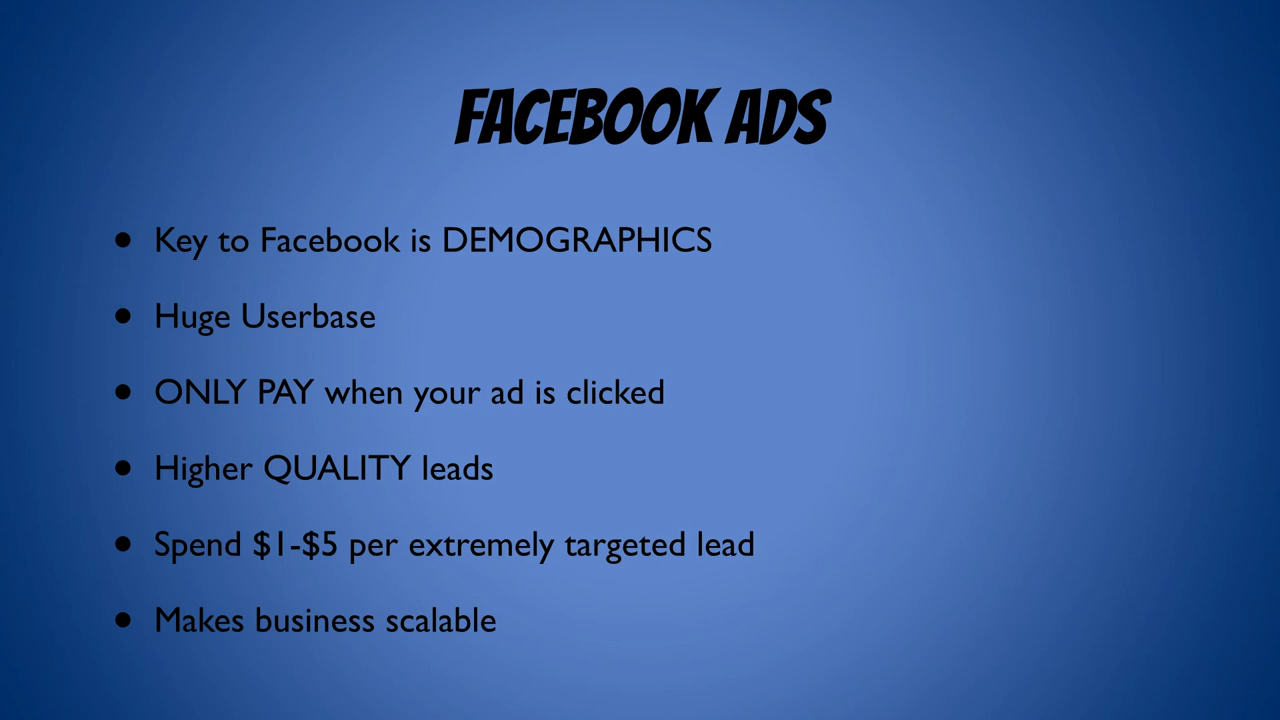 FACEBOOK ADS
• Key to Facebook is DEMOGRAPHICS
• Huge Userbase
• ONLY PAY when your ad is clicked
• Higher QUALITY leads
• Spend $1-$5 per extremely targeted lead
• Makes business scalable